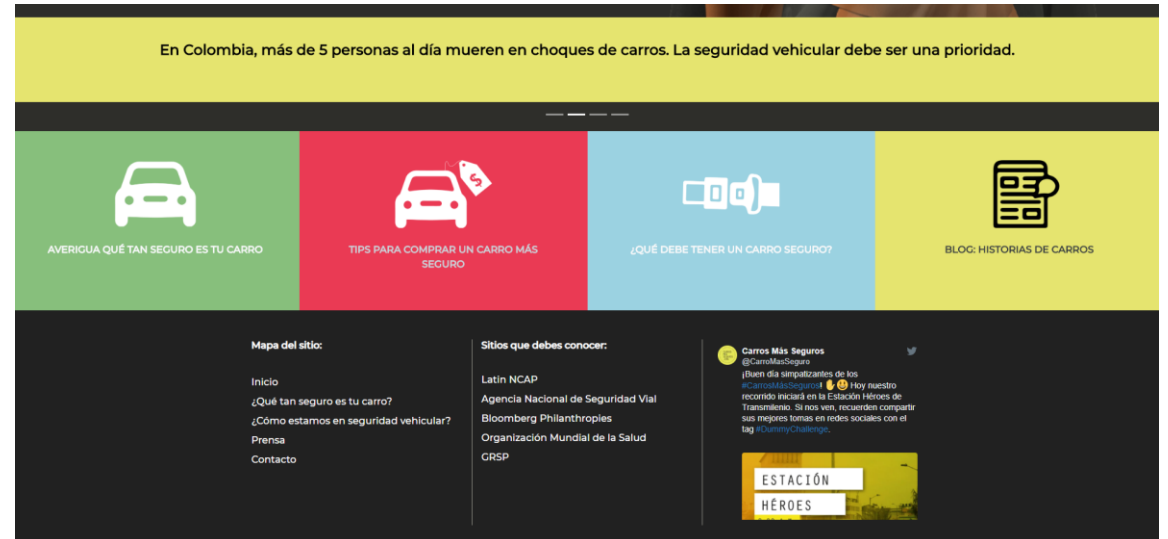 En Colombia, más de 5 personas al día mueren en choques de carros. La seguridad vehicular debe ser una prioridad.
AVERIGUA QUÉ TAN SEGURO ES TU CARRO
TIPS PARA COMPRAR UN CARRO MÁS
SEGURO
¿QUÉ DEBE TENER UN CARRO SEGURO?
BLOG: HISTORIAS DE CARROS
Mapa del sitio:
Inicio
¿Qué tan seguro es tu carro?
¿Cómo estamos en seguridad vehicular?
Prensa
Contacto
Sitios que debes conocer:
Latin NCAP
Agencia Nacional de Seguridad Vial
Bloomberg Philanthropies
Organización Mundial de la Salud
GRSP
Carros Más Seguros
@CarroMasSeguro
¡Buen día simpatizantes de los
#CarrosMásSeguros! 🖐😃 Hoy nuestro
recorrido iniciará en la Estación Héroes de
Transmilenio. Si nos ven, recuerden compartir
sus mejores tomas en redes sociales con el
tag #DummyChallenge.
ESTACIÓN
HÉROES